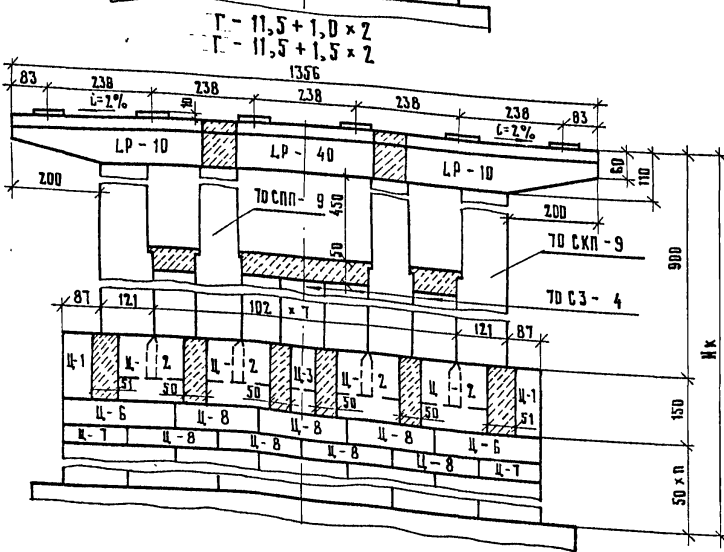 Г - 11,5 + 1,0 × 2
Г - 11,5 + 1,5 × 2
1356
83 238 238 238 238 238 83
i=2% 10 i=2%
LP - 10 LP - 40 LP - 10
60
110
200 200
70 СПП - 9
450
50
70 СКП - 9
900
70 СЗ - 4
87 121 102 × 7 121 87
Нк
Ц-1 Ц- 2 Ц- 2 Ц-3 Ц- 2 Ц 2 Ц-1
51 50 50 50 50 51
150
Ц-6 Ц-8 Ц-8 Ц-8 Ц-6
Ц-7 Ц-8 Ц-8 Ц-8 Ц-8 Ц-7
50 × п